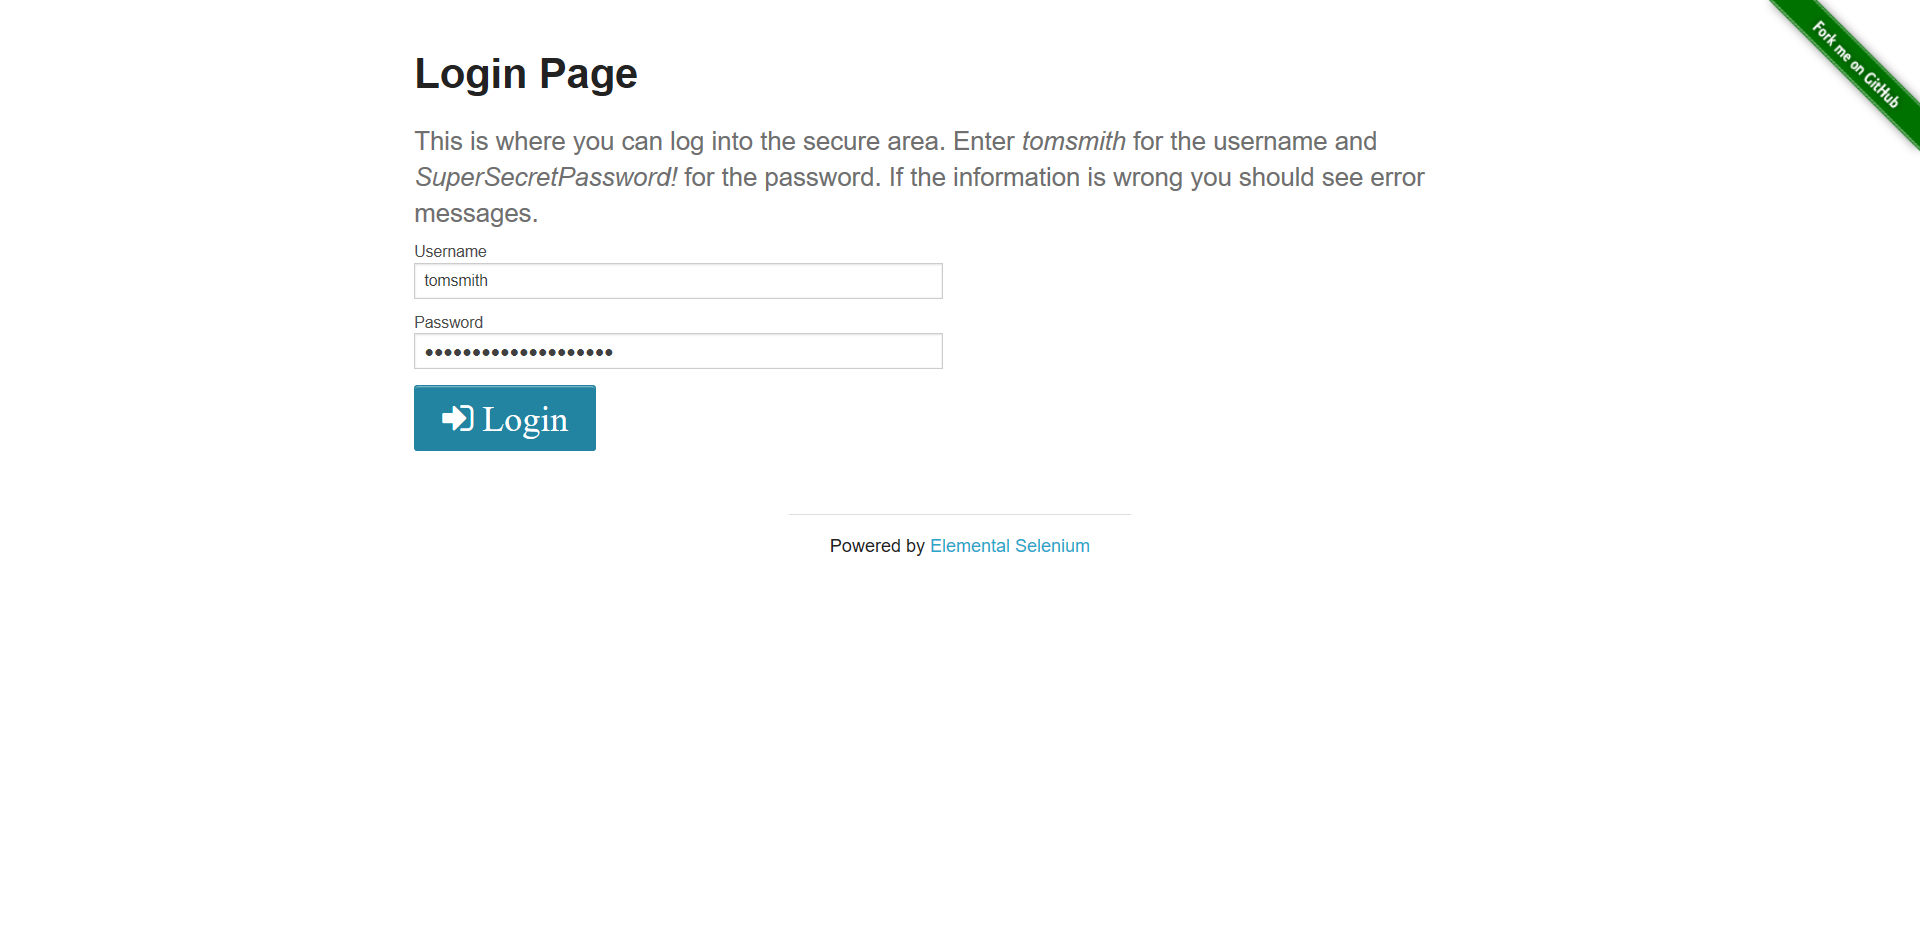 Fork me on GitHub
Login Page
This is where you can log into the secure area. Enter tomsmith for the username and
SuperSecretPassword! for the password. If the information is wrong you should see error
messages.
Username
tomsmith
Password
••••••••••••••••••••
Login
Powered by Elemental Selenium